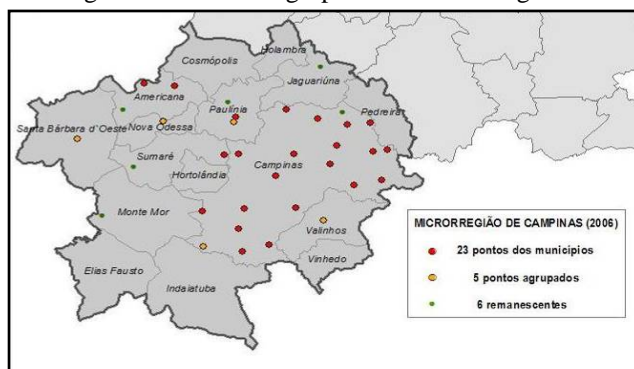 Holambra
Cosmópolis
Jaguariúna
Americana
Paulínia
Pedreira
Santa Bárbara d'Oeste
Nova Odessa
Sumaré
Campinas
Hortolândia
Monte Mor
Valinhos
Vinhedo
Elias Fausto
Indaiatuba
MICRORREGIÃO DE CAMPINAS (2006)
23 pontos dos municipios
5 pontos agrupados
6 remanescentes